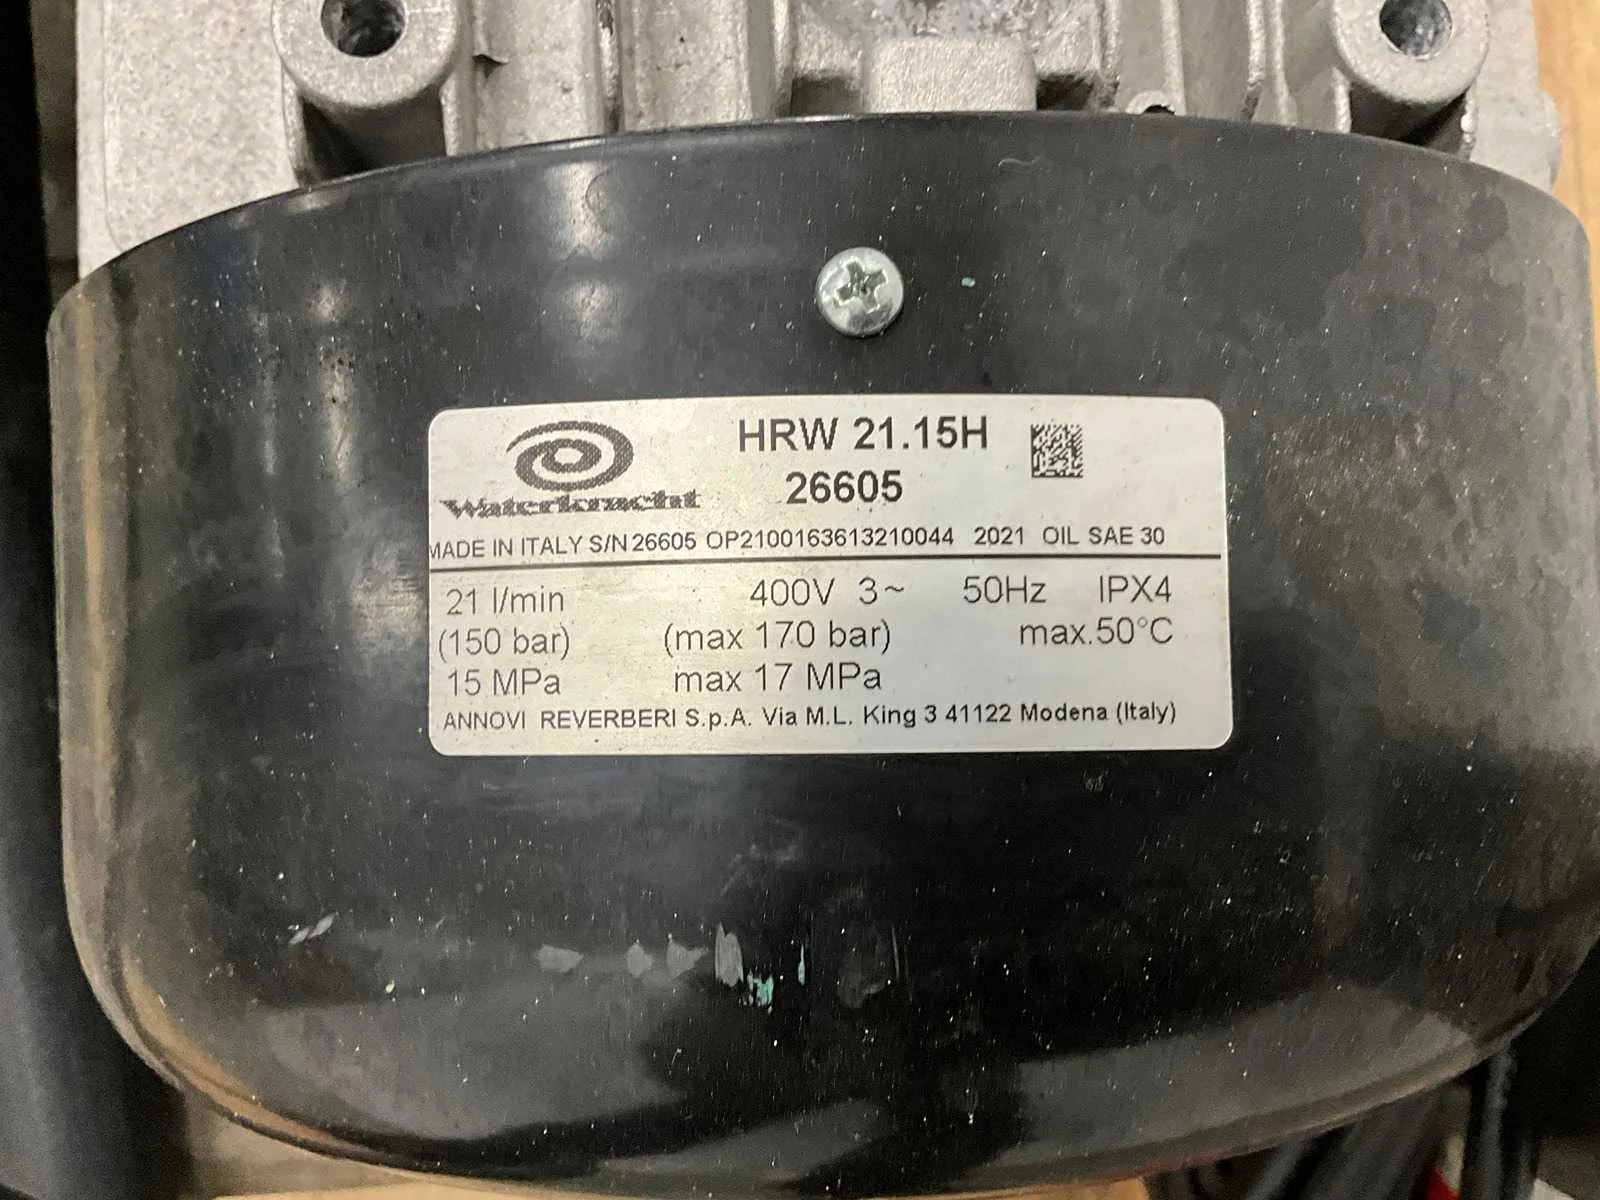 HRW 21.15H
Waterkracht
26605
MADE IN ITALY S/N 26605 OP2100163613210044 2021 OIL SAE 30
21 l/min 400V 3~ 50Hz IPX4
(150 bar) (max 170 bar) max.50°C
15 MPa max 17 MPa
ANNOVI REVERBERI S.p.A. Via M.L. King 3 41122 Modena (Italy)